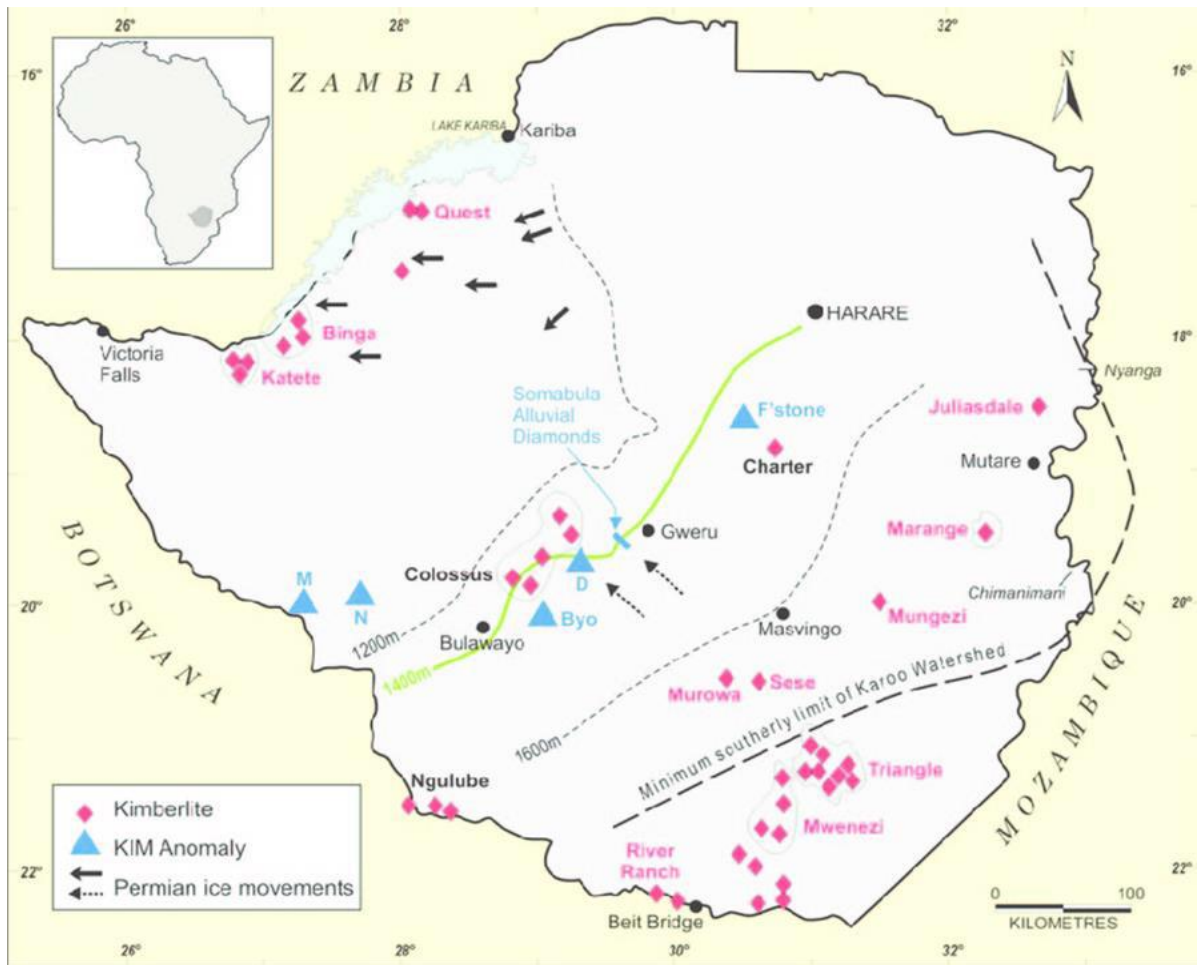 26°
28°
32°
16°
16°
ZAMBIA
N
LAKE KARIBA
Kariba
Quest
HARARE
18°
Binga
Victoria
Falls
Katete
Nyanga
Somabula
Alluvial
Diamonds
F'stone
Juliasdale
Charter
Mutare
BOTSWANA
Gweru
Marange
Colossus
D
M
N
Chimanimani
20°
20°
Byo
Mungezi
Masvingo
1200m
Bulawayo
1400m
Murowa
Sese
Minimum southerly limit of Karoo Watershed
1600m
MOZAMBIQUE
Triangle
Ngulube
Kimberlite
KIM Anomaly
Permian ice movements
Mwenezi
River
Ranch
22°
22°
Beit Bridge
0 100
KILOMETRES
26°
28°
30°
32°